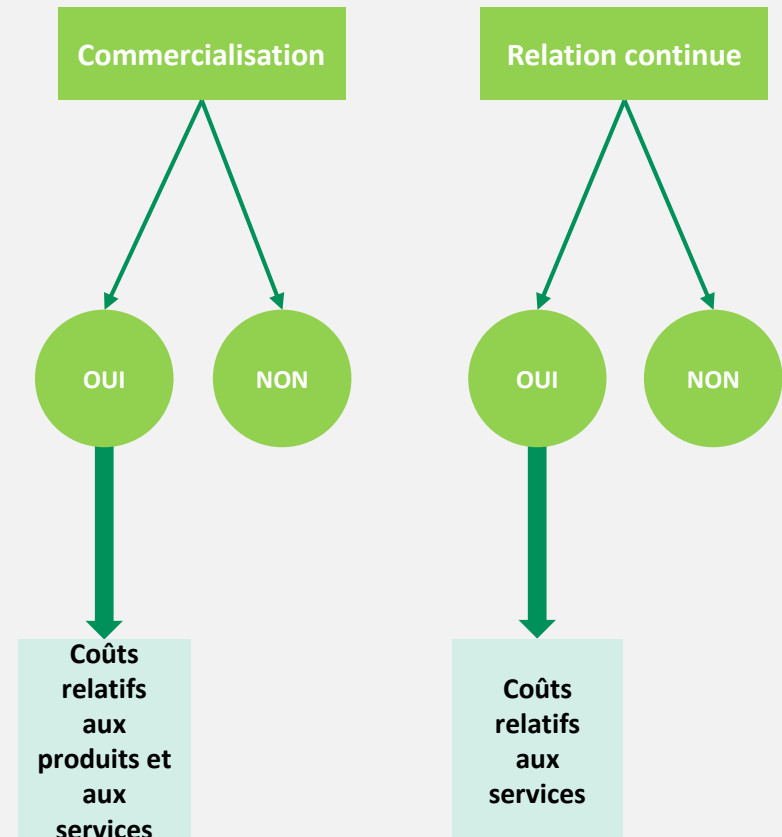 Commercialisation
Relation continue
OUI
NON
OUI
NON
Coûts
relatifs
aux
produits et
aux
services
Coûts
relatifs
aux
services